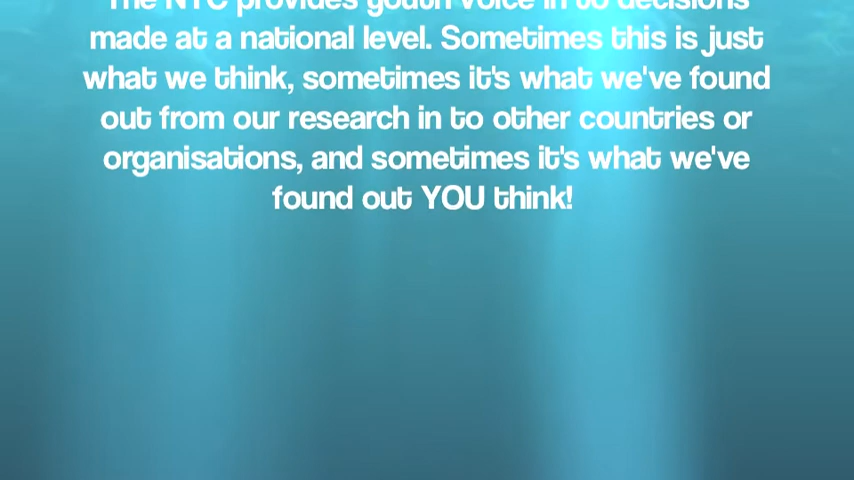 The NYC provides youth voice in to decisions
made at a national level. Sometimes this is just
what we think, sometimes it's what we've found
out from our research in to other countries or
organisations, and sometimes it's what we've
found out YOU think!